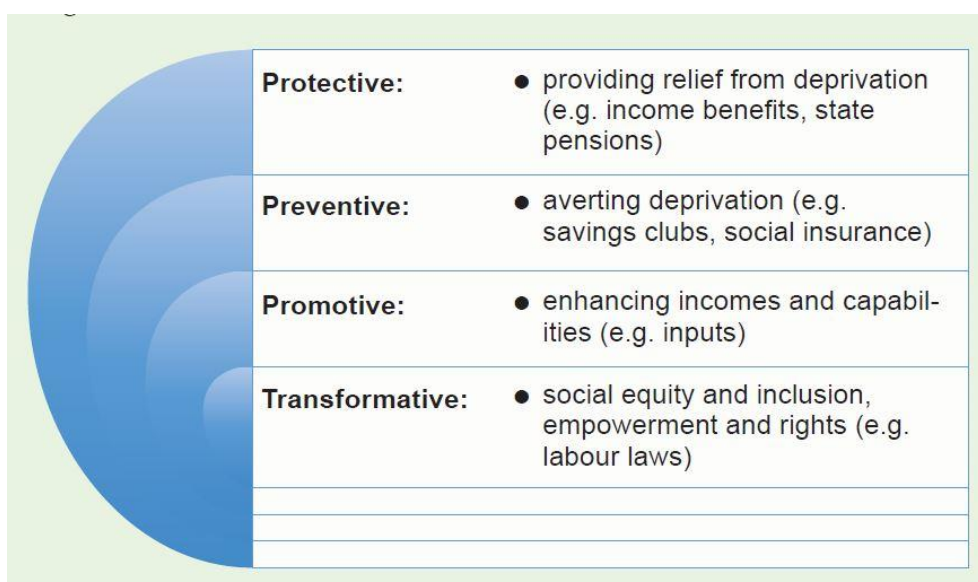 Protective: ● providing relief from deprivation
(e.g. income benefits, state
pensions)
Preventive: ● averting deprivation (e.g.
savings clubs, social insurance)
Promotive: ● enhancing incomes and capabil-
ities (e.g. inputs)
Transformative: ● social equity and inclusion,
empowerment and rights (e.g.
labour laws)